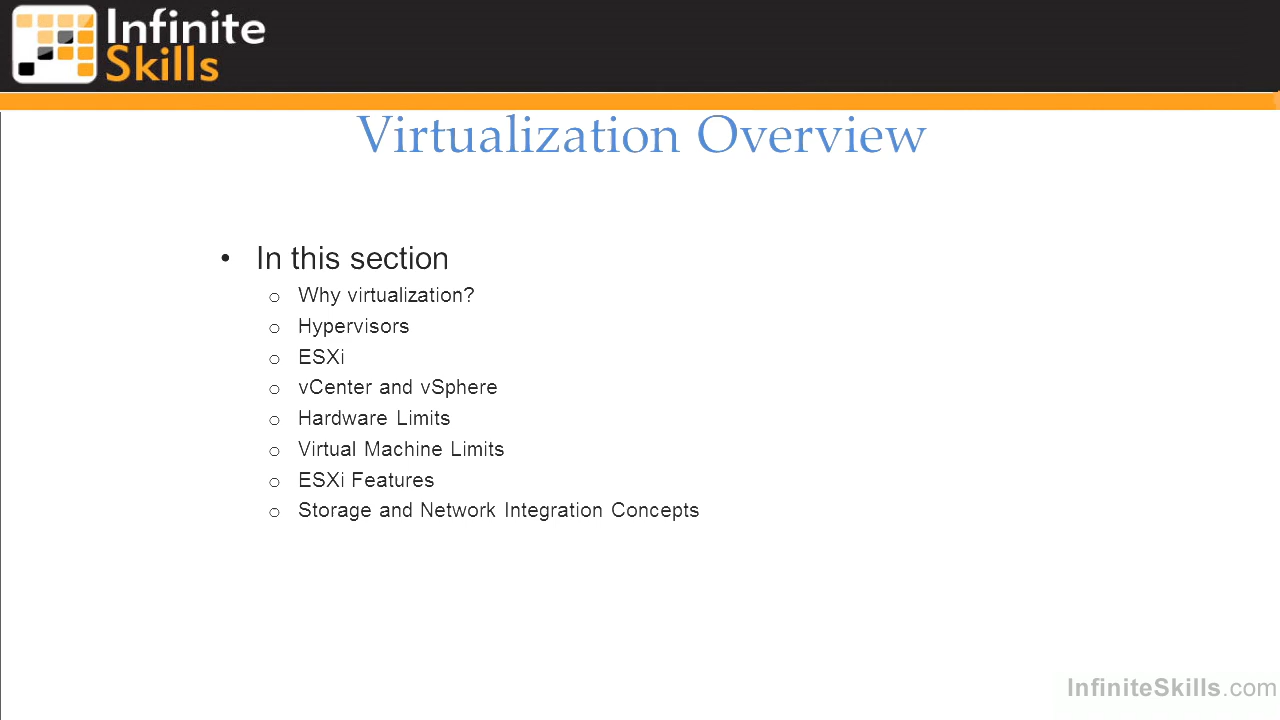 Infinite
Skills
Virtualization Overview
• In this section
o Why virtualization?
o Hypervisors
o ESXi
o vCenter and vSphere
o Hardware Limits
o Virtual Machine Limits
o ESXi Features
o Storage and Network Integration Concepts
InfiniteSkills.com